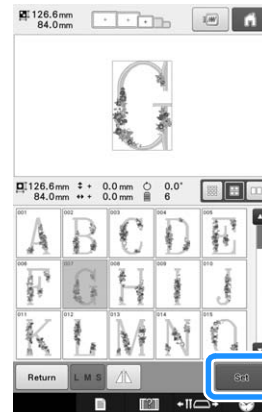 126.6mm
84.0mm
126.6mm + 0.0mm 0.0°
84.0mm + 0.0mm 6
001 002 003 004 005
A B C D E
006 007 008 009 010
F G H I J
011 012 013 014 015
K L M N O
Return L M S Set